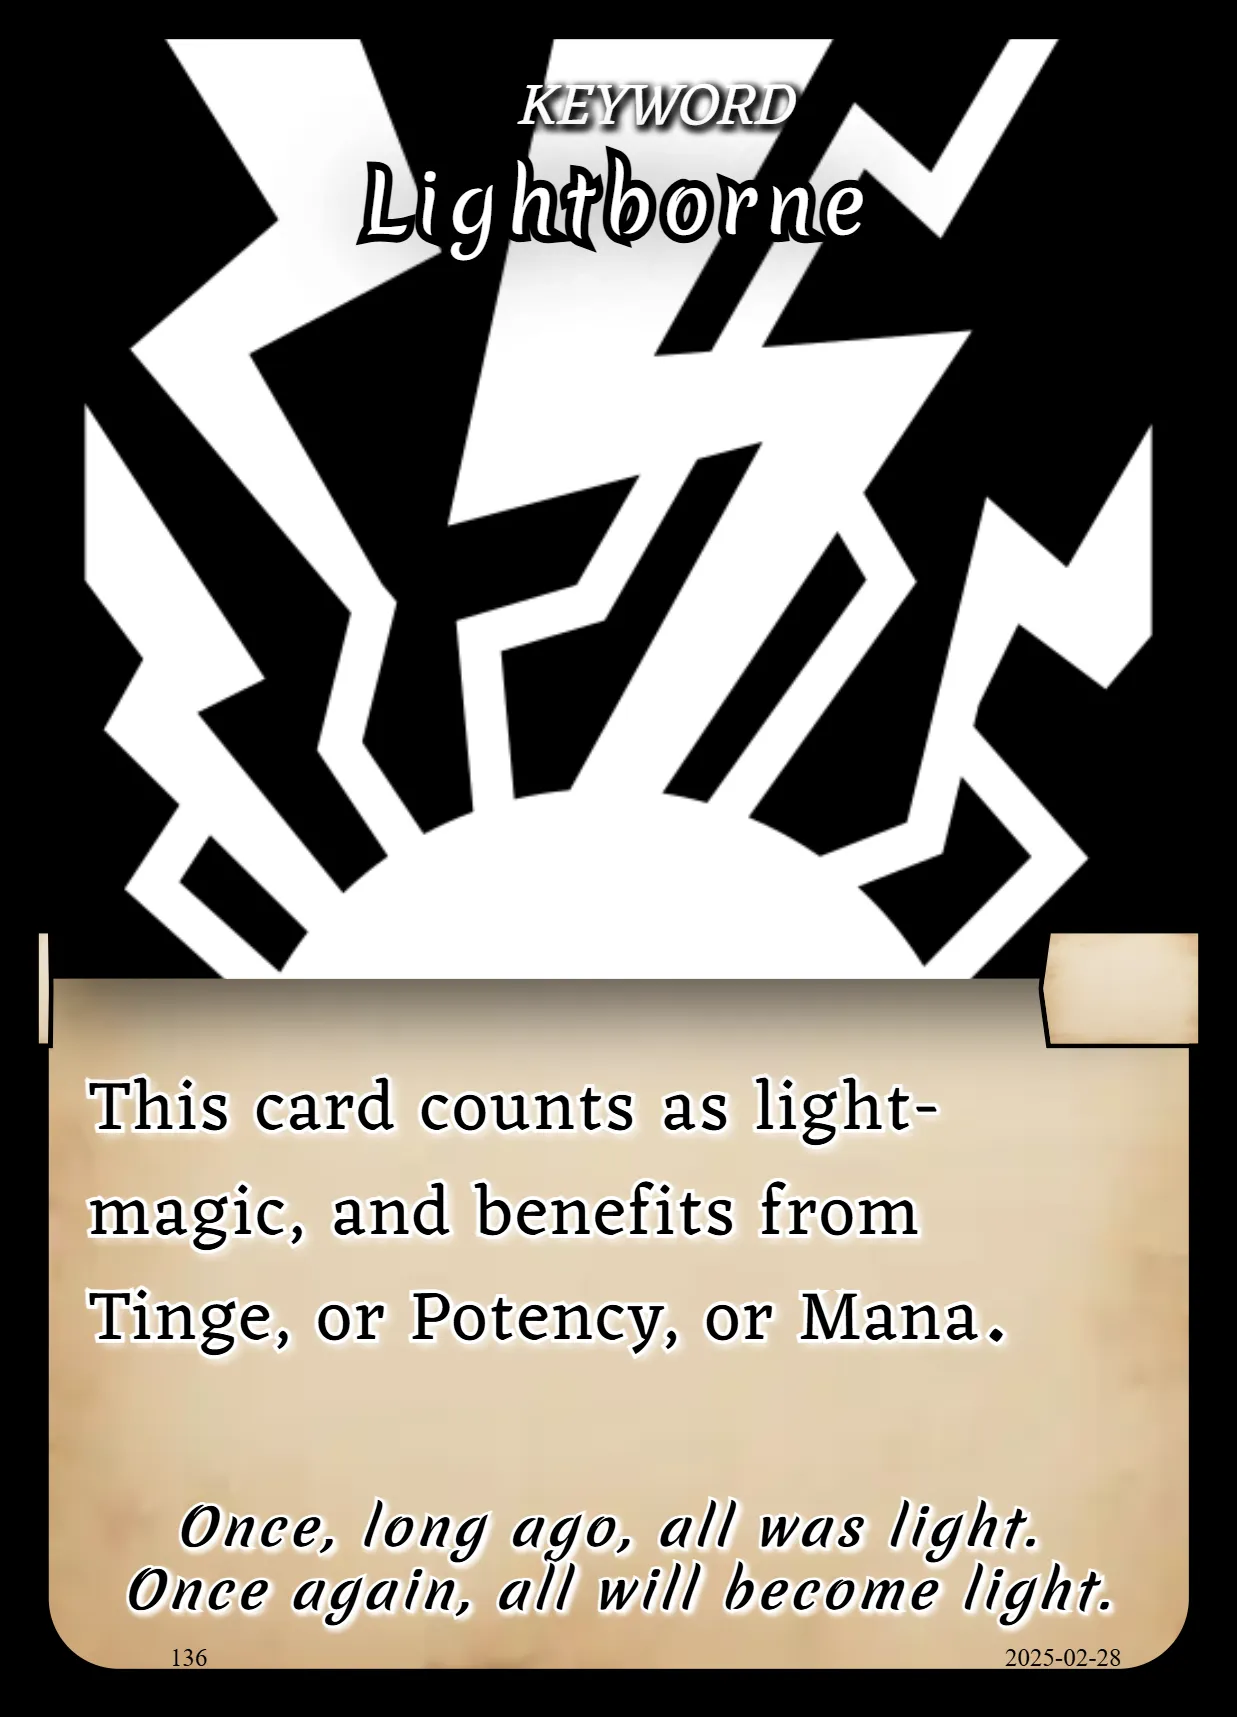 KEYWORD
Lightborne
This card counts as light-
magic, and benefits from
Tinge, or Potency, or Mana.
Once, long ago, all was light.
Once again, all will become light.
136
2025-02-28